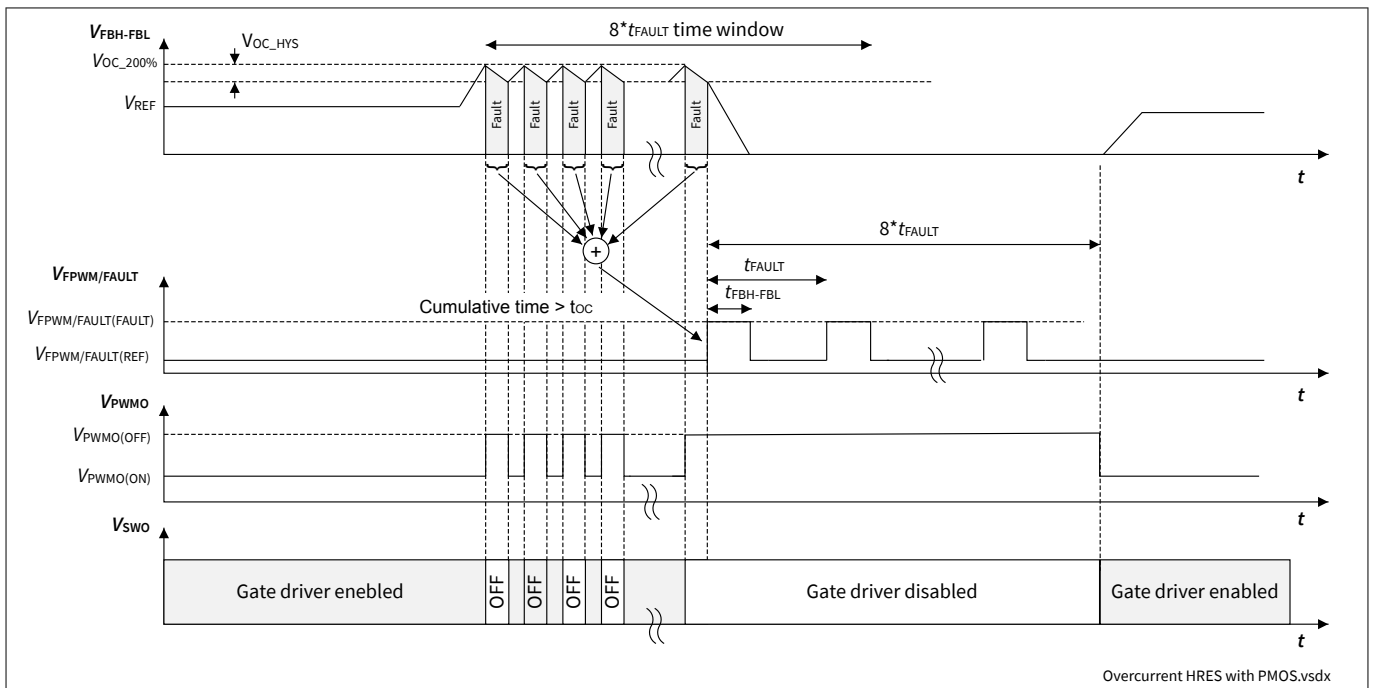 VFBH-FBL
VOC_HYS
8*tFAULT time window
VOC_200%
VREF
Fault
Fault
Fault
Fault
Fault
t
8*tFAULT
+
VFPWM/FAULT
tFAULT
tFBH-FBL
Cumulative time > tOC
VFPWM/FAULT(FAULT)
VFPWM/FAULT(REF)
t
VPWMO
VPWMO(OFF)
VPWMO(ON)
t
VSWO
Gate driver enebled
OFF
OFF
OFF
OFF
Gate driver disabled
Gate driver enabled
t
Overcurrent HRES with PMOS.vsdx